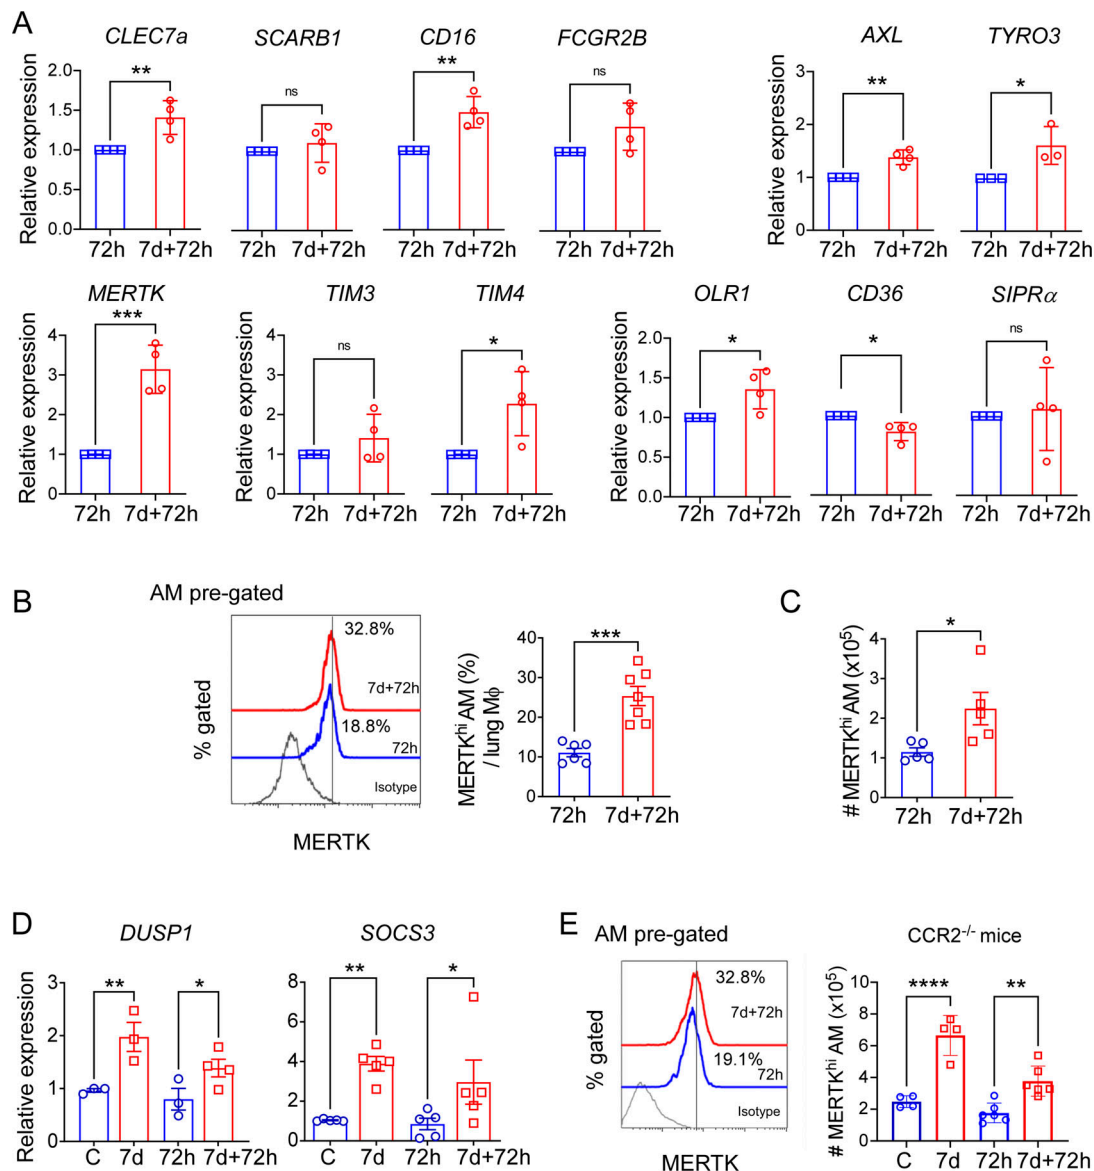 A
CLEC7a SCARB1 CD16 FCGR2B AXL TYRO3
Relative expression
2.0
1.5
1.0
0.5
0.0
** ns ** ns
72h 7d+72h 72h 7d+72h 72h 7d+72h 72h 7d+72h
Relative expression
3
2
1
0
** *
72h 7d+72h 72h 7d+72h
MERTK TIM3 TIM4 OLR1 CD36 SIPRα
Relative expression
4
3
2
1
0
***
72h 7d+72h
Relative expression
4
3
2
1
0
ns *
72h 7d+72h 72h 7d+72h
Relative expression
2.0
1.5
1.0
0.5
0.0
* * ns
72h 7d+72h 72h 7d+72h 72h 7d+72h
B
AM pre-gated
% gated
32.8%
7d+72h
18.8%
72h
Isotype
MERTK
MERTKhi AM (%)
/ lung Mϕ
40
30
20
10
0
***
72h 7d+72h
C
# MERTKhi AM (x105)
4
3
2
1
0
*
72h 7d+72h
D
DUSP1 SOCS3
Relative expression
3
2
1
0
** *
C 7d 72h 7d+72h
8
6
4
2
0
** *
C 7d 72h 7d+72h
E
AM pre-gated
% gated
32.8%
7d+72h
19.1%
72h
Isotype
MERTK
CCR2-/- mice
# MERTKhi AM (x105)
10
8
6
4
2
0
**** **
C 7d 72h 7d+72h